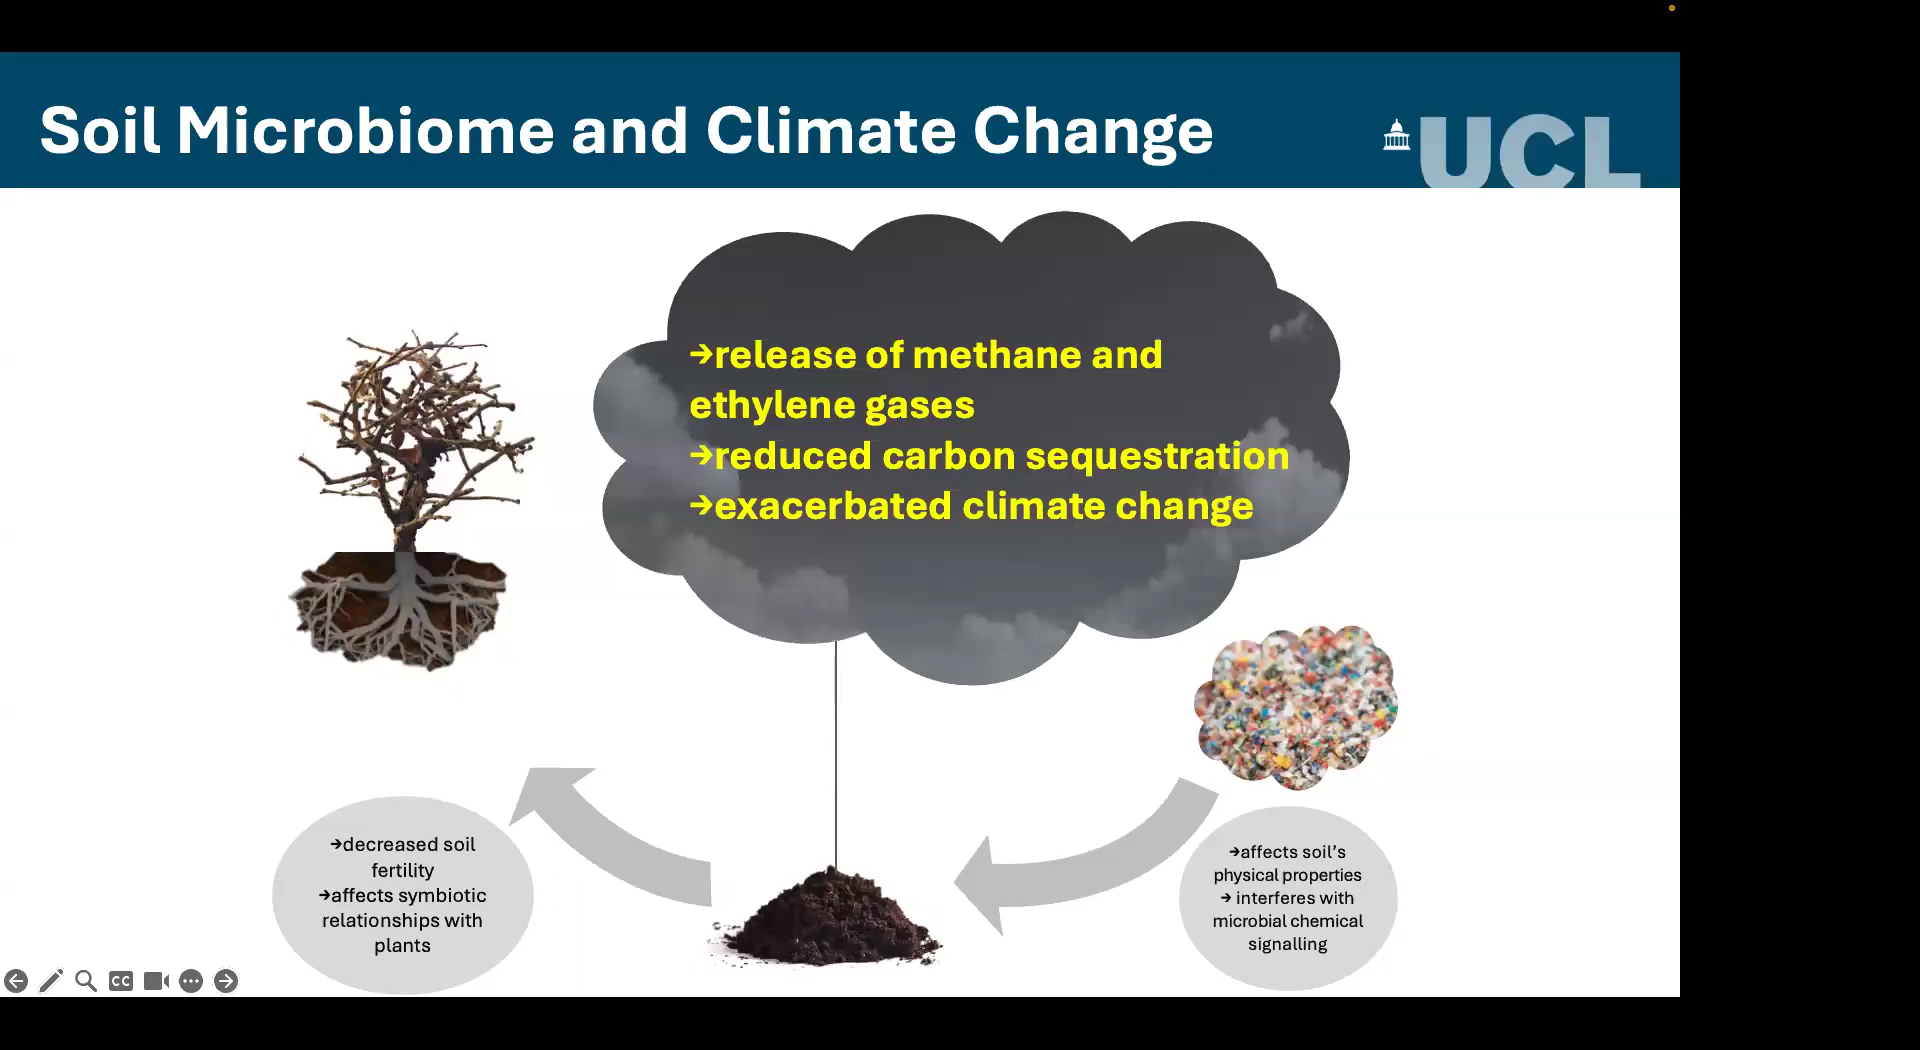 Soil Microbiome and Climate Change
UCL
→release of methane and
ethylene gases
→reduced carbon sequestration
→exacerbated climate change
→decreased soil
fertility
→affects symbiotic
relationships with
plants
→affects soil’s
physical properties
→ interferes with
microbial chemical
signalling
CC